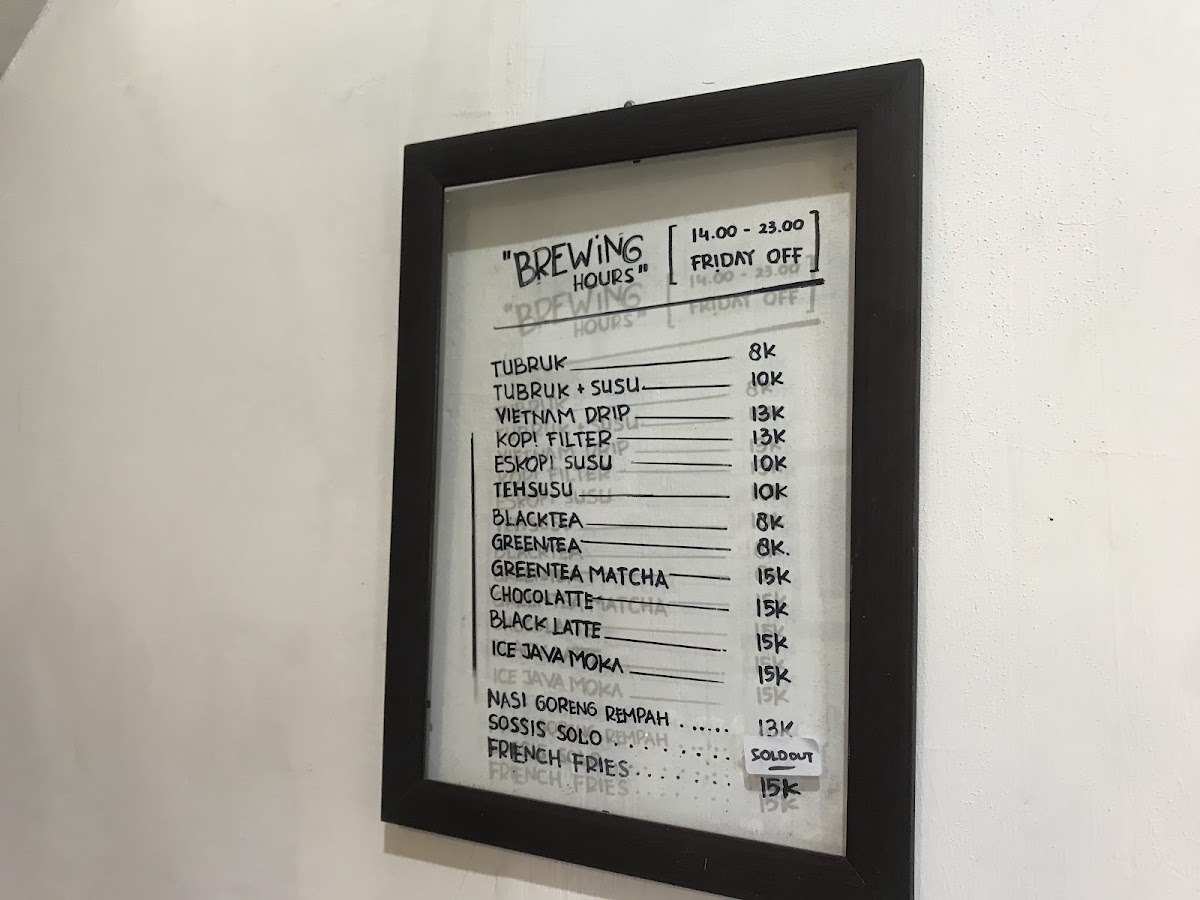 "BREWING HOURS" [ 14.00 - 23.00
FRIDAY OFF ]
TUBRUK 8K
TUBRUK + SUSU 10K
VIETNAM DRIP 13K
KOPI FILTER 13K
ESKOPI SUSU 10K
TEHSUSU 10K
BLACKTEA 8K
GREENTEA 8K.
GREENTEA MATCHA 15K
CHOCOLATTE 15K
BLACK LATTE 15K
ICE JAVA MOKA 15K
NASI GORENG REMPAH ...... 13K
SOSSIS SOLO ........ SOLD OUT
FRIENCH FRIES ....... 15K